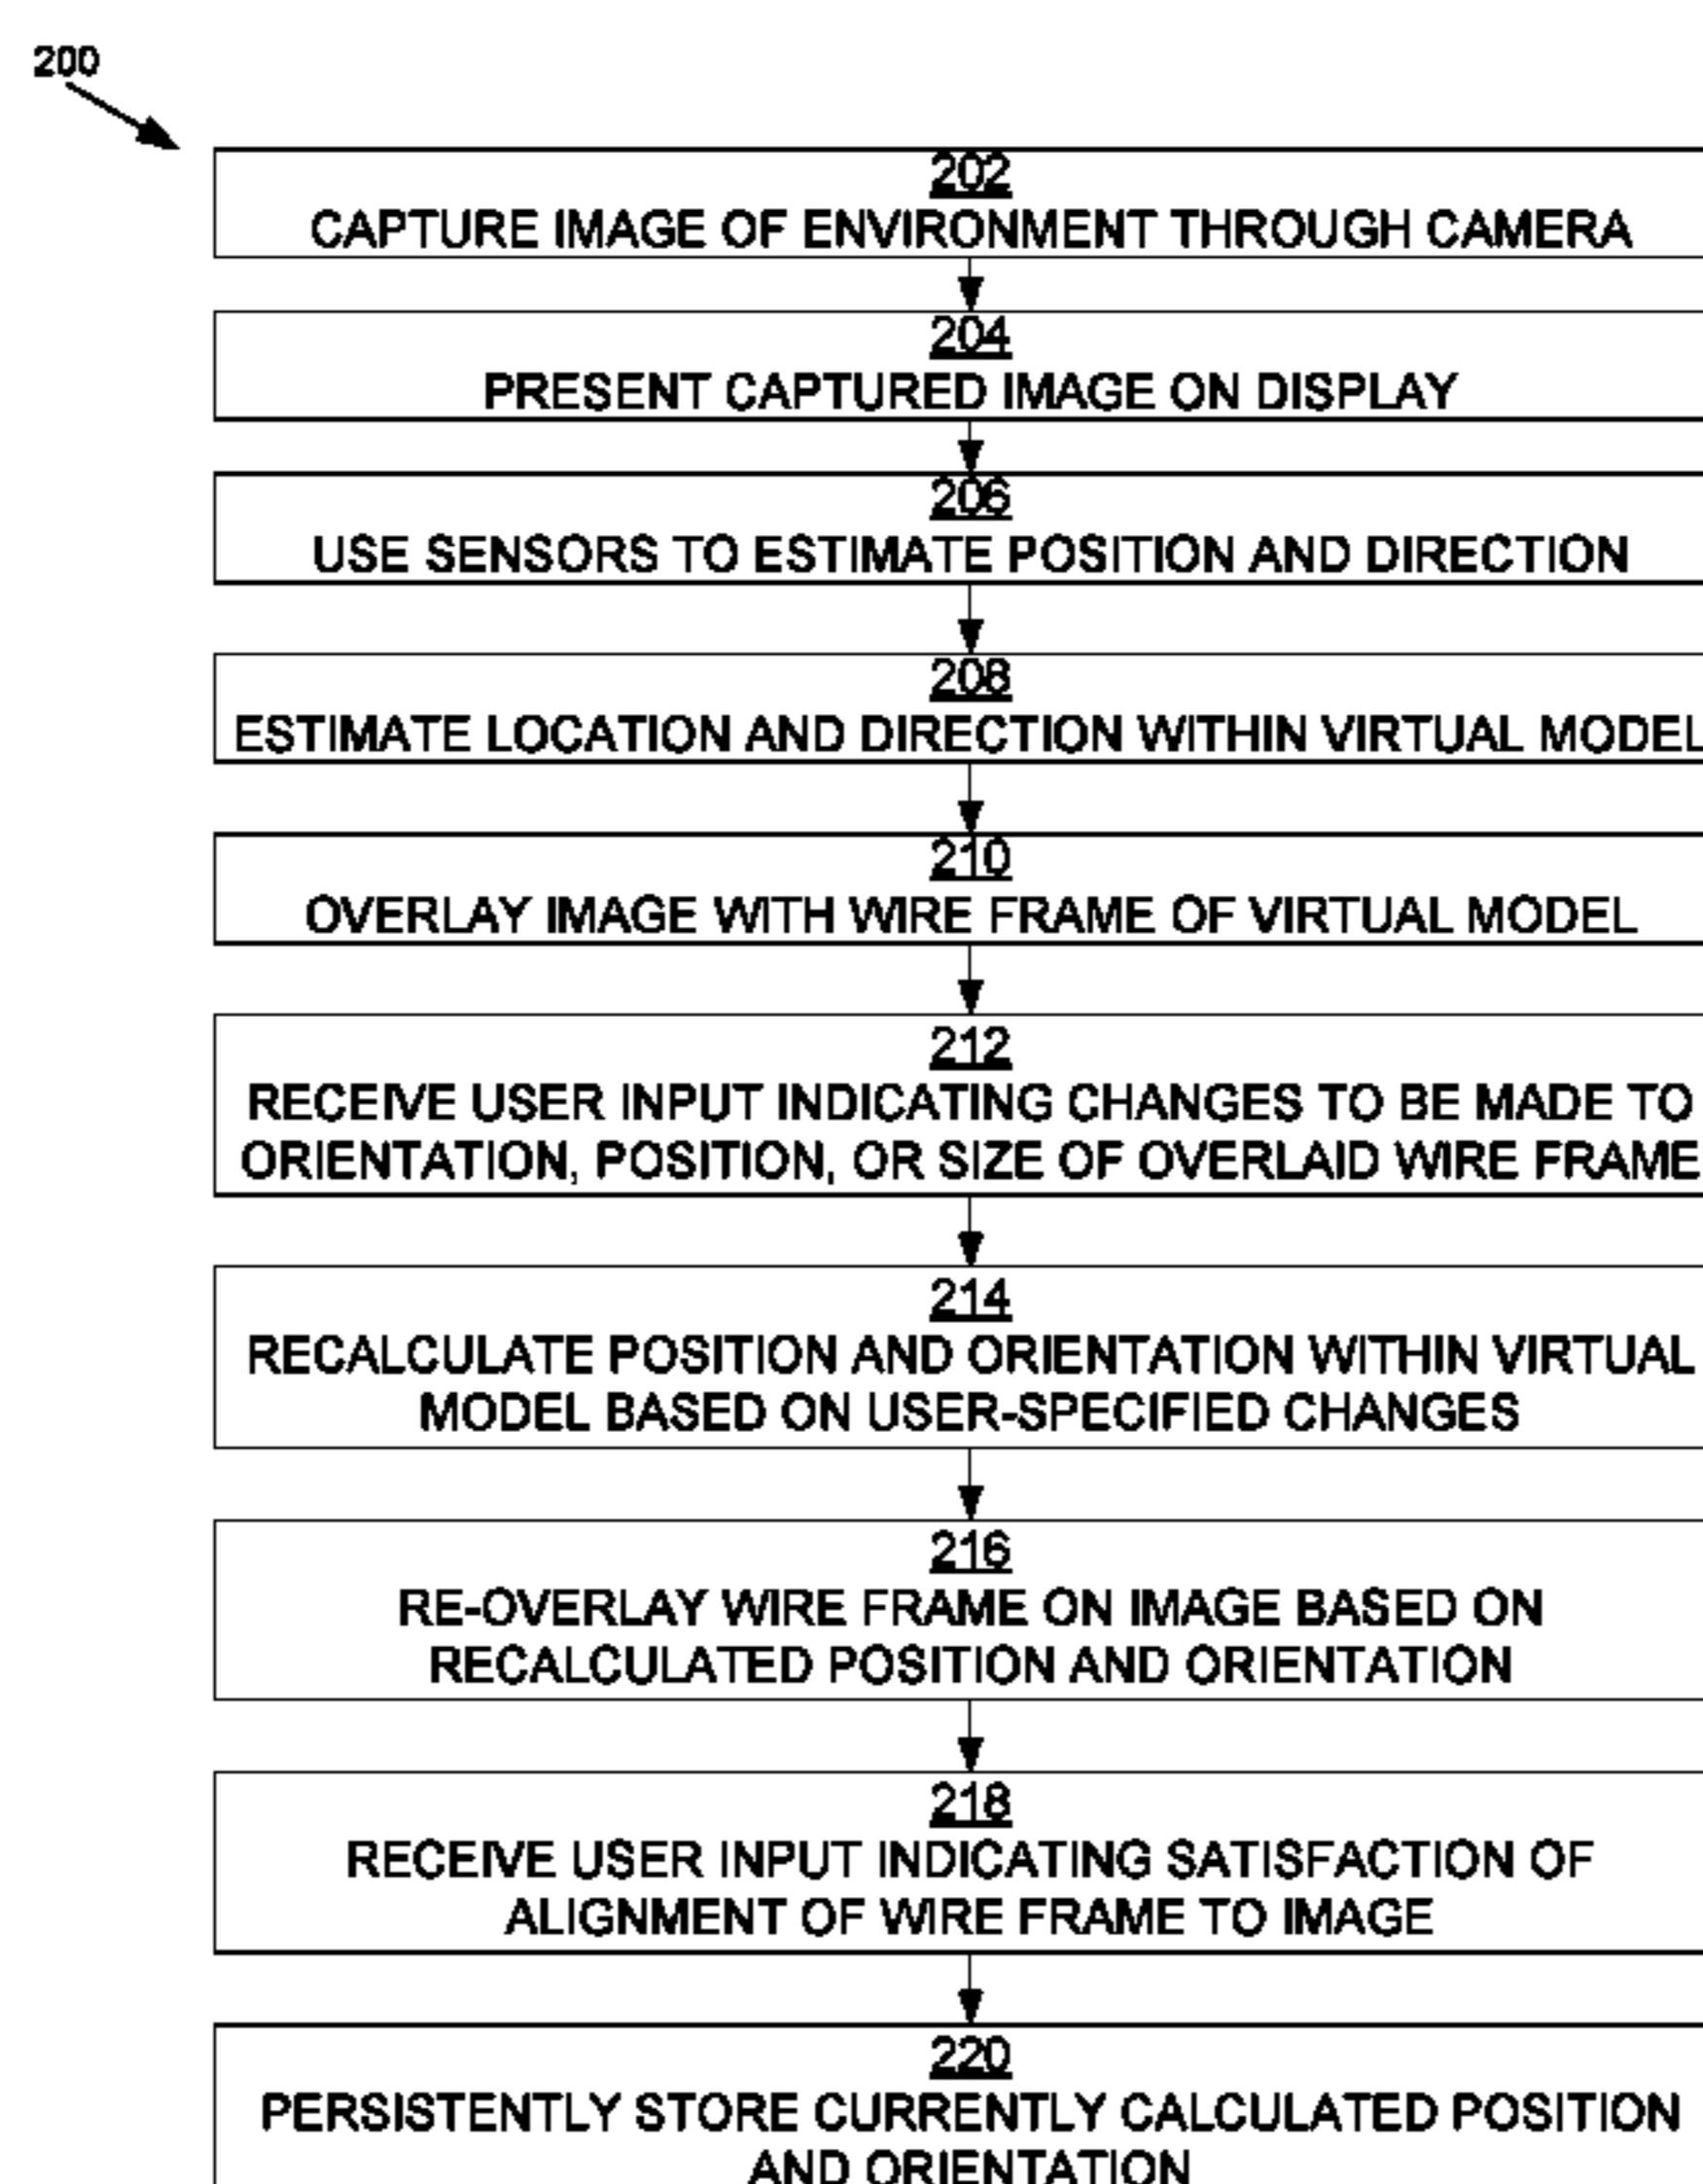 200
202
CAPTURE IMAGE OF ENVIRONMENT THROUGH CAMERA
204
PRESENT CAPTURED IMAGE ON DISPLAY
206
USE SENSORS TO ESTIMATE POSITION AND DIRECTION
208
ESTIMATE LOCATION AND DIRECTION WITHIN VIRTUAL MODEL
210
OVERLAY IMAGE WITH WIRE FRAME OF VIRTUAL MODEL
212
RECEIVE USER INPUT INDICATING CHANGES TO BE MADE TO
ORIENTATION, POSITION, OR SIZE OF OVERLAID WIRE FRAME
214
RECALCULATE POSITION AND ORIENTATION WITHIN VIRTUAL
MODEL BASED ON USER-SPECIFIED CHANGES
216
RE-OVERLAY WIRE FRAME ON IMAGE BASED ON
RECALCULATED POSITION AND ORIENTATION
218
RECEIVE USER INPUT INDICATING SATISFACTION OF
ALIGNMENT OF WIRE FRAME TO IMAGE
220
PERSISTENTLY STORE CURRENTLY CALCULATED POSITION
AND ORIENTATION